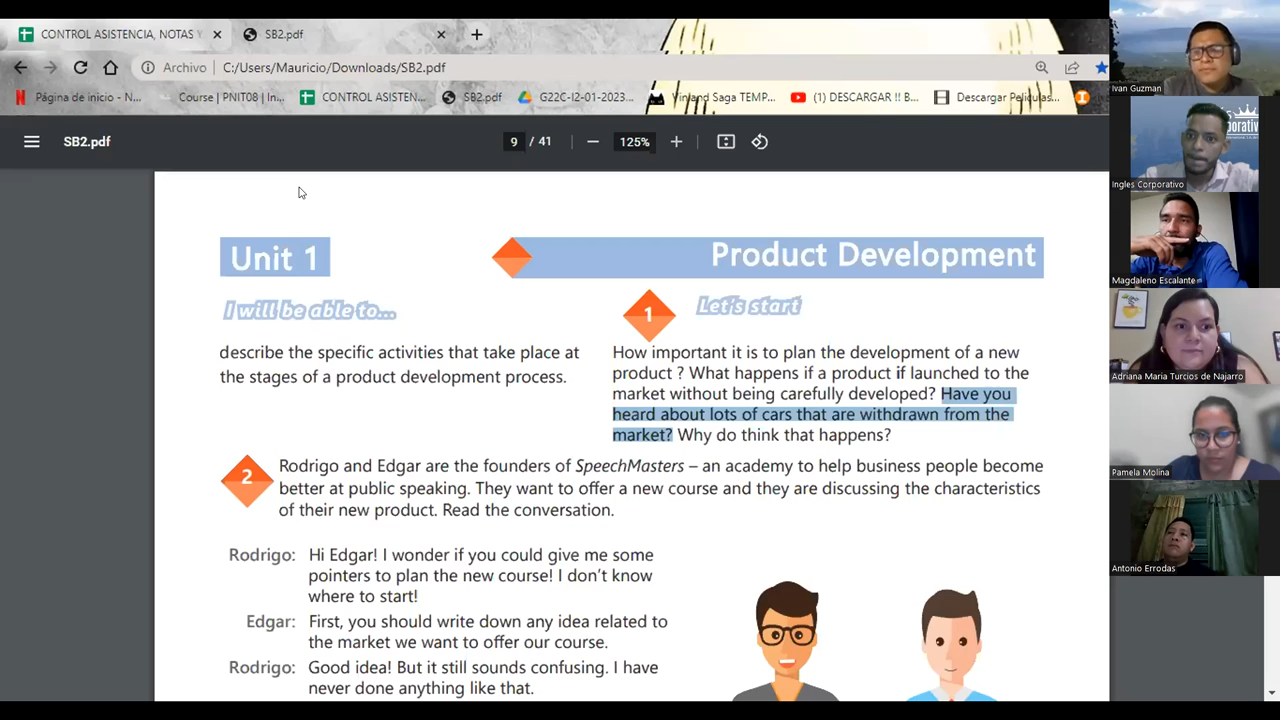 CONTROL ASISTENCIA, NOTAS Y
SB2.pdf
Archivo
C:/Users/Mauricio/Downloads/SB2.pdf
Página de inicio - N...
Course | PNIT08 | In...
CONTROL ASISTEN...
SB2.pdf
G22C-I2-01-2023...
Vinland Saga TEMP...
(1) DESCARGAR !! B...
Descargar Peliculas...
SB2.pdf
9 / 41
125%
Unit 1
Product Development
I will be able to...
describe the specific activities that take place at
the stages of a product development process.
1
Let's start
How important it is to plan the development of a new
product ? What happens if a product if launched to the
market without being carefully developed? Have you
heard about lots of cars that are withdrawn from the
market? Why do think that happens?
2
Rodrigo and Edgar are the founders of SpeechMasters – an academy to help business people become
better at public speaking. They want to offer a new course and they are discussing the characteristics
of their new product. Read the conversation.
Rodrigo: Hi Edgar! I wonder if you could give me some
pointers to plan the new course! I don't know
where to start!
Edgar: First, you should write down any idea related to
the market we want to offer our course.
Rodrigo: Good idea! But it still sounds confusing. I have
never done anything like that.
Ivan Guzman
Ingles Corporativo
Magdaleno Escalante
Adriana Maria Turcios de Najarro
Pamela Molina
Antonio Errodas